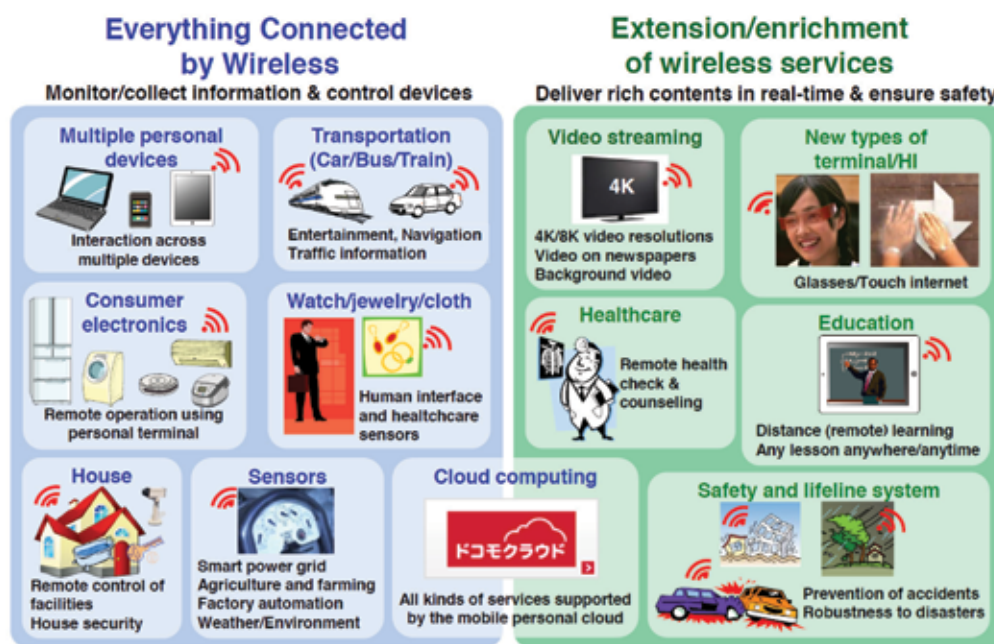 Everything Connected
by Wireless
Monitor/collect information & control devices
Multiple personal
devices
Interaction across
multiple devices
Transportation
(Car/Bus/Train)
Entertainment, Navigation
Traffic information
Consumer
electronics
Remote operation using
personal terminal
Watch/jewelry/cloth
Human interface
and healtchcare
sensors
House
Remote control of
facilities
House security
Sensors
Smart power grid
Agriculture and farming
Factory automation
Weather/Environment
Cloud computing
ドコモクラウド
All kinds of services supported
by the mobile personal cloud
Extension/enrichment
of wireless services
Deliver rich contents in real-time & ensure safety
Video streaming
4K
4K/8K video resolutions
Video on newspapers
Background video
New types of
terminal/HI
Glasses/Touch internet
Healthcare
Remote health
check &
counseling
Education
Distance (remote) learning
Any lesson anywhere/anytime
Safety and lifeline system
Prevention of accidents
Robustness to disasters